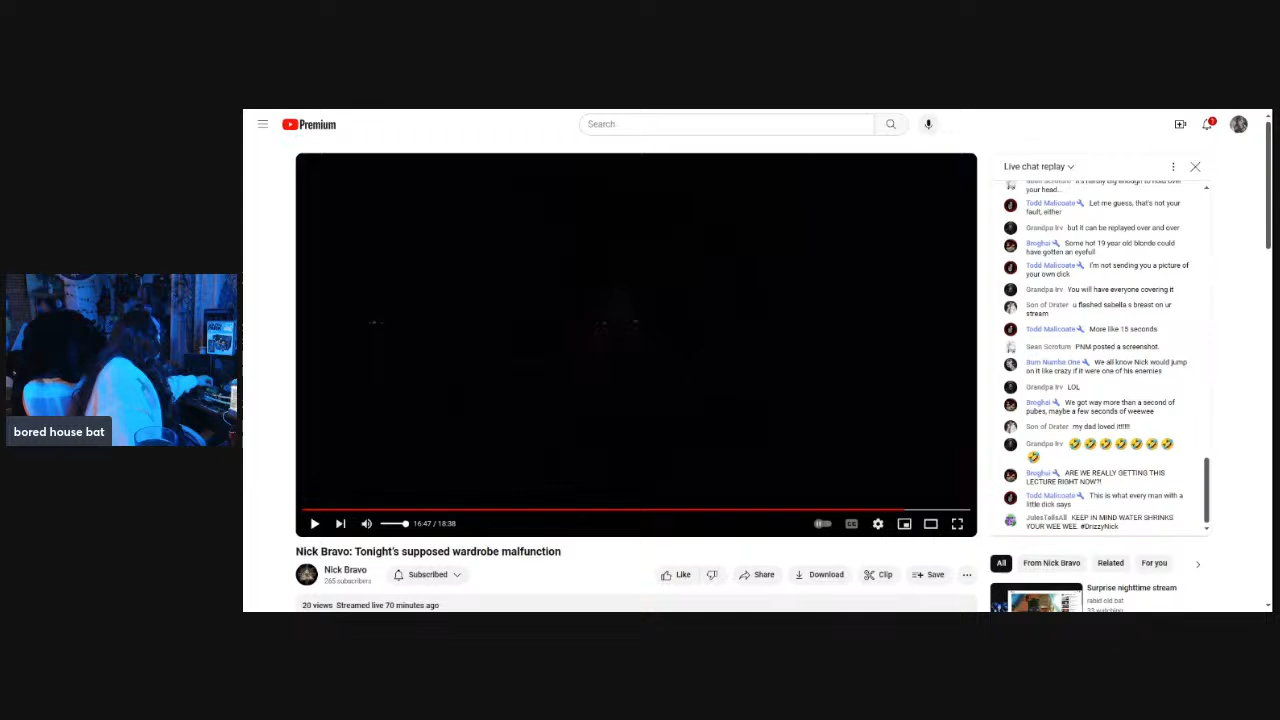 Premium
Search
1
Live chat replay
your head...
Todd Malicoate Let me guess, that's not your
fault, either
Grandpa Irv but it can be replayed over and over
Broghai Some hot 19 year old blonde could
have gotten an eyefull
Todd Malicoate I'm not sending you a picture of
your own dick
Grandpa Irv You will have everyone covering it
Son of Drater u flashed sabella s breast on ur
stream
Todd Malicoate More like 15 seconds
Sean Scrotum PNM posted a screenshot.
Bum Numba One We all know Nick would jump
on it like crazy if it were one of his enemies
Grandpa Irv LOL
Broghai We got way more than a second of
pubes, maybe a few seconds of weewee
Son of Drater my dad loved it!!!!!!
Grandpa Irv 🤣🤣🤣🤣🤣🤣🤣
🤣
Broghai ARE WE REALLY GETTING THIS
LECTURE RIGHT NOW?!
Todd Malicoate This is what every man with a
little dick says
JulesTellsAll KEEP IN MIND WATER SHRINKS
YOUR WEE WEE. #DrizzyNick
bored house bat
16:47 / 18:38
CC
Nick Bravo: Tonight's supposed wardrobe malfunction
Nick Bravo
265 subscribers
Subscribed
Like
Share
Download
Clip
Save
20 views Streamed live 70 minutes ago
All
From Nick Bravo
Related
For you
Surprise nighttime stream
rabid old bat
33 watching